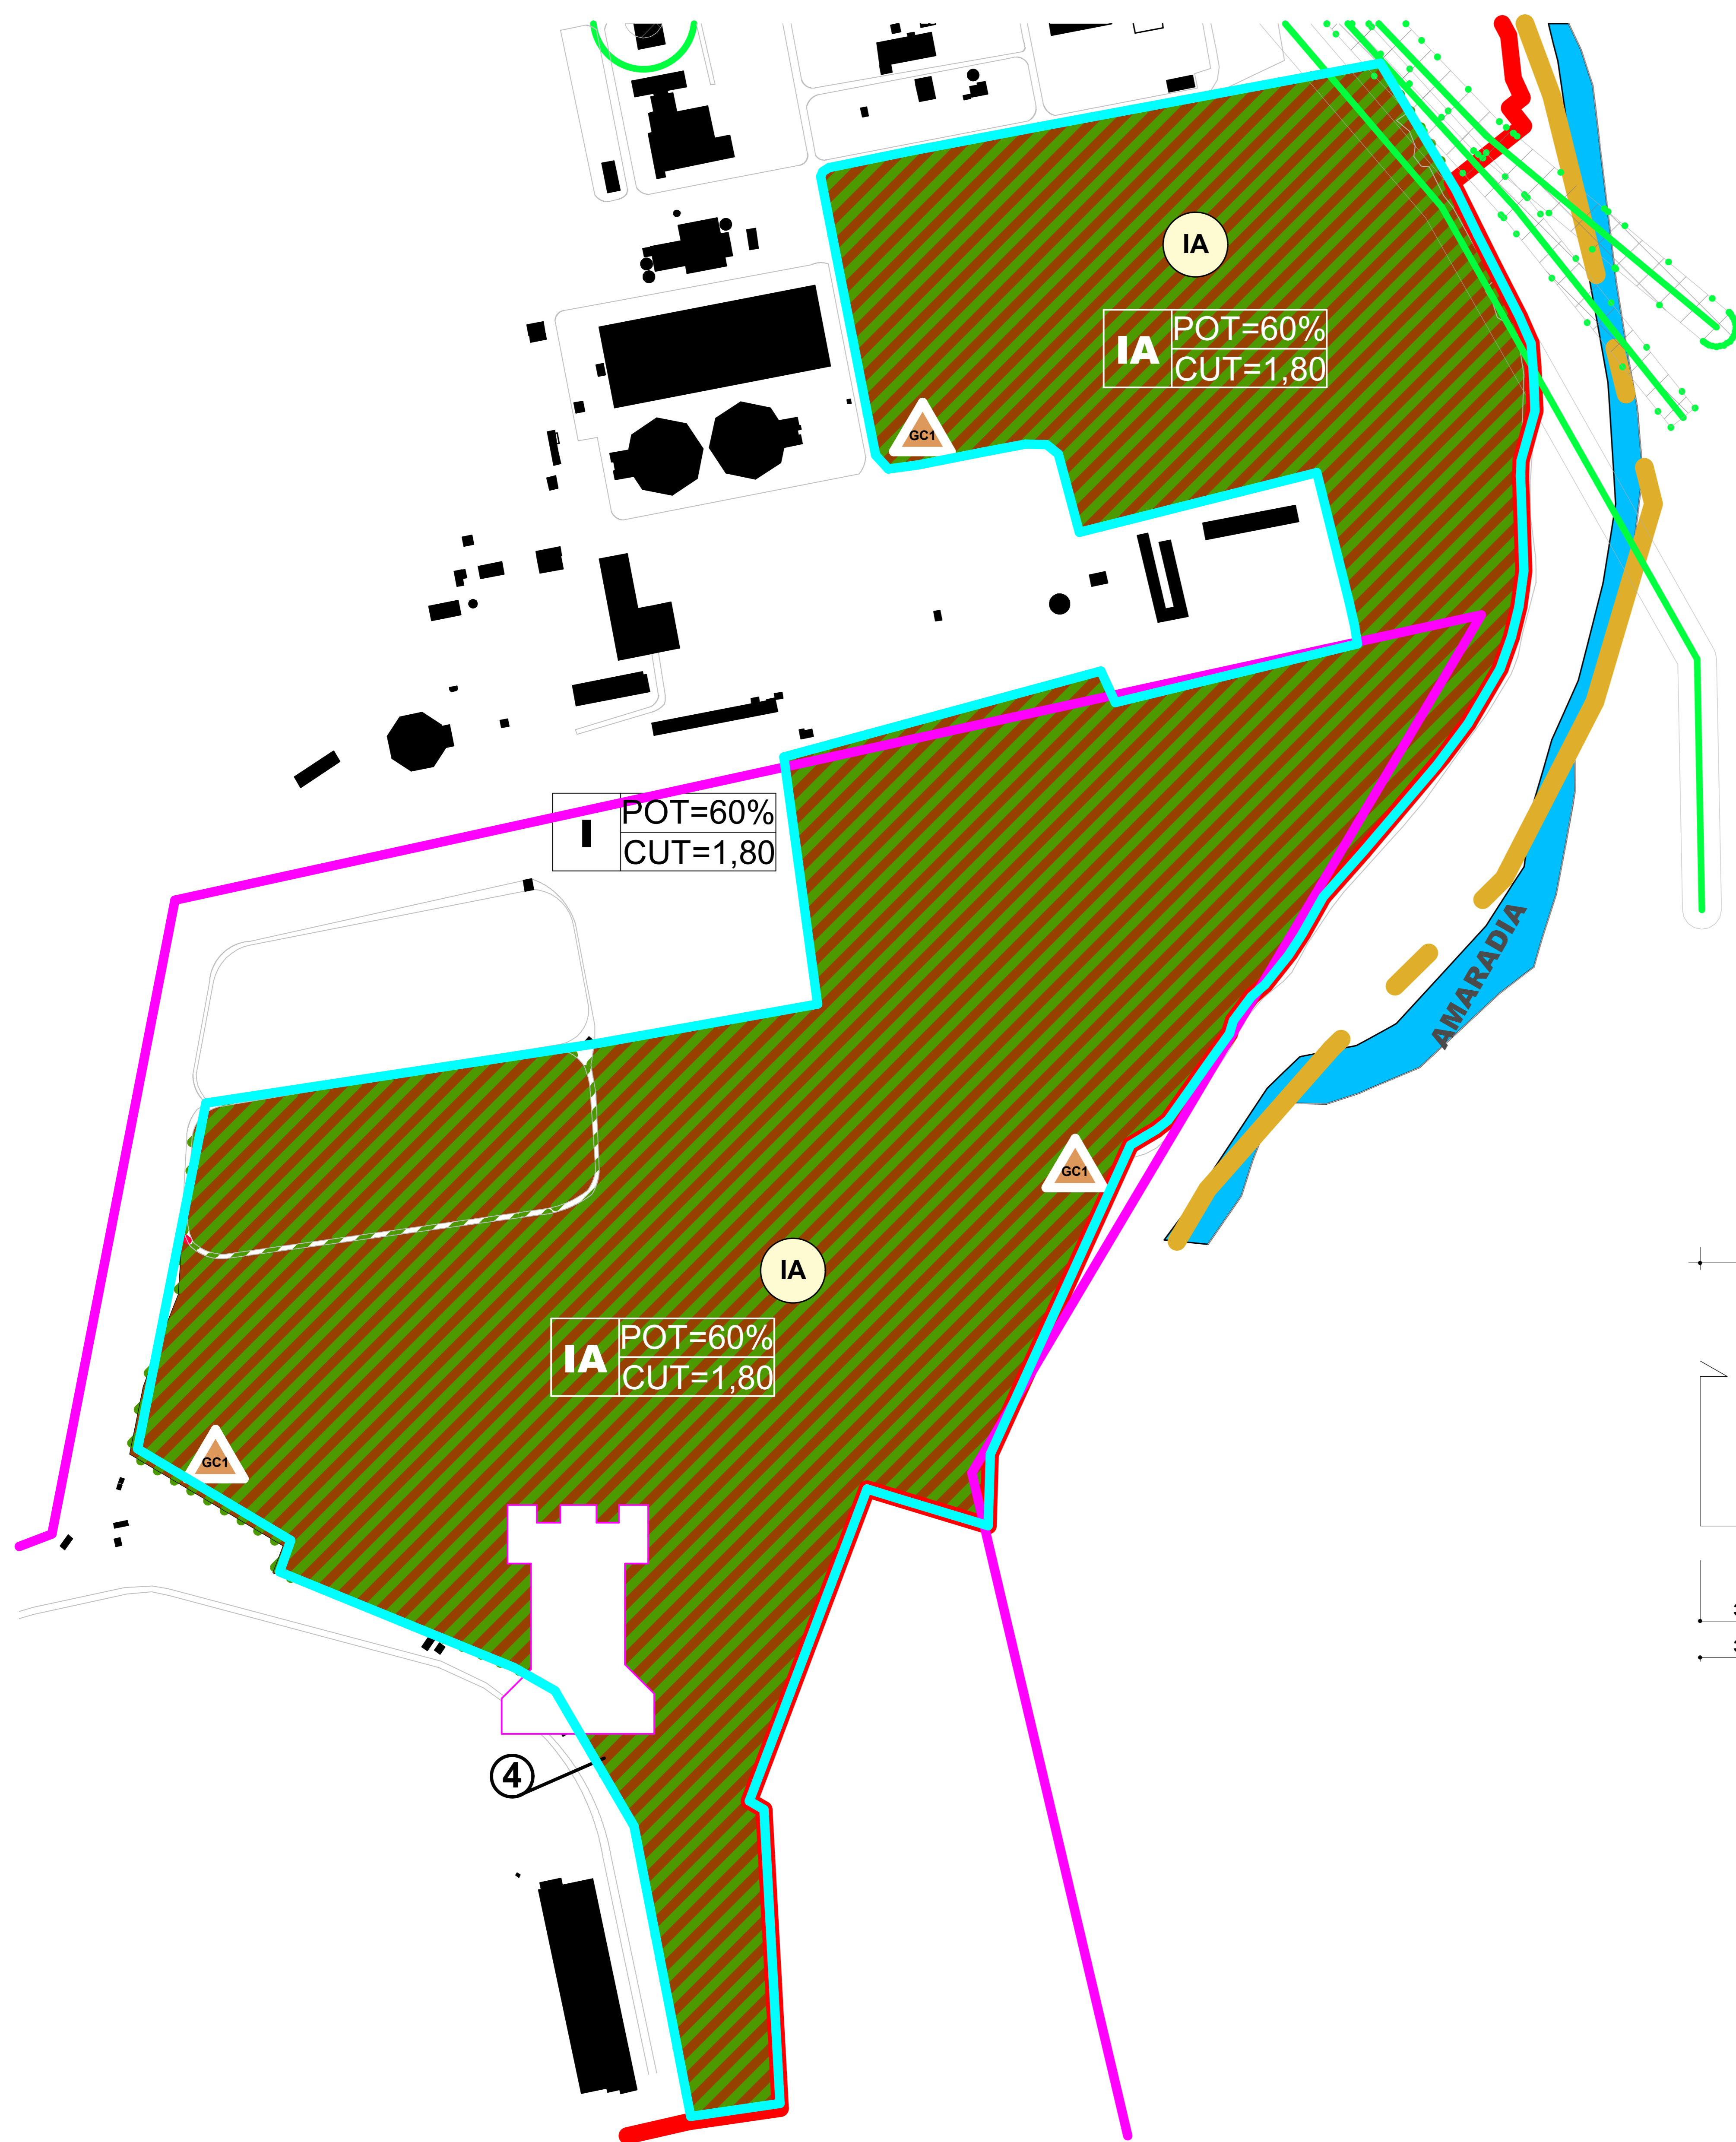 IA
IA
POT=60%
CUT=1,80
GC1
I
POT=60%
CUT=1,80
AMARADIA
GC1
IA
IA
POT=60%
CUT=1,80
GC1
4